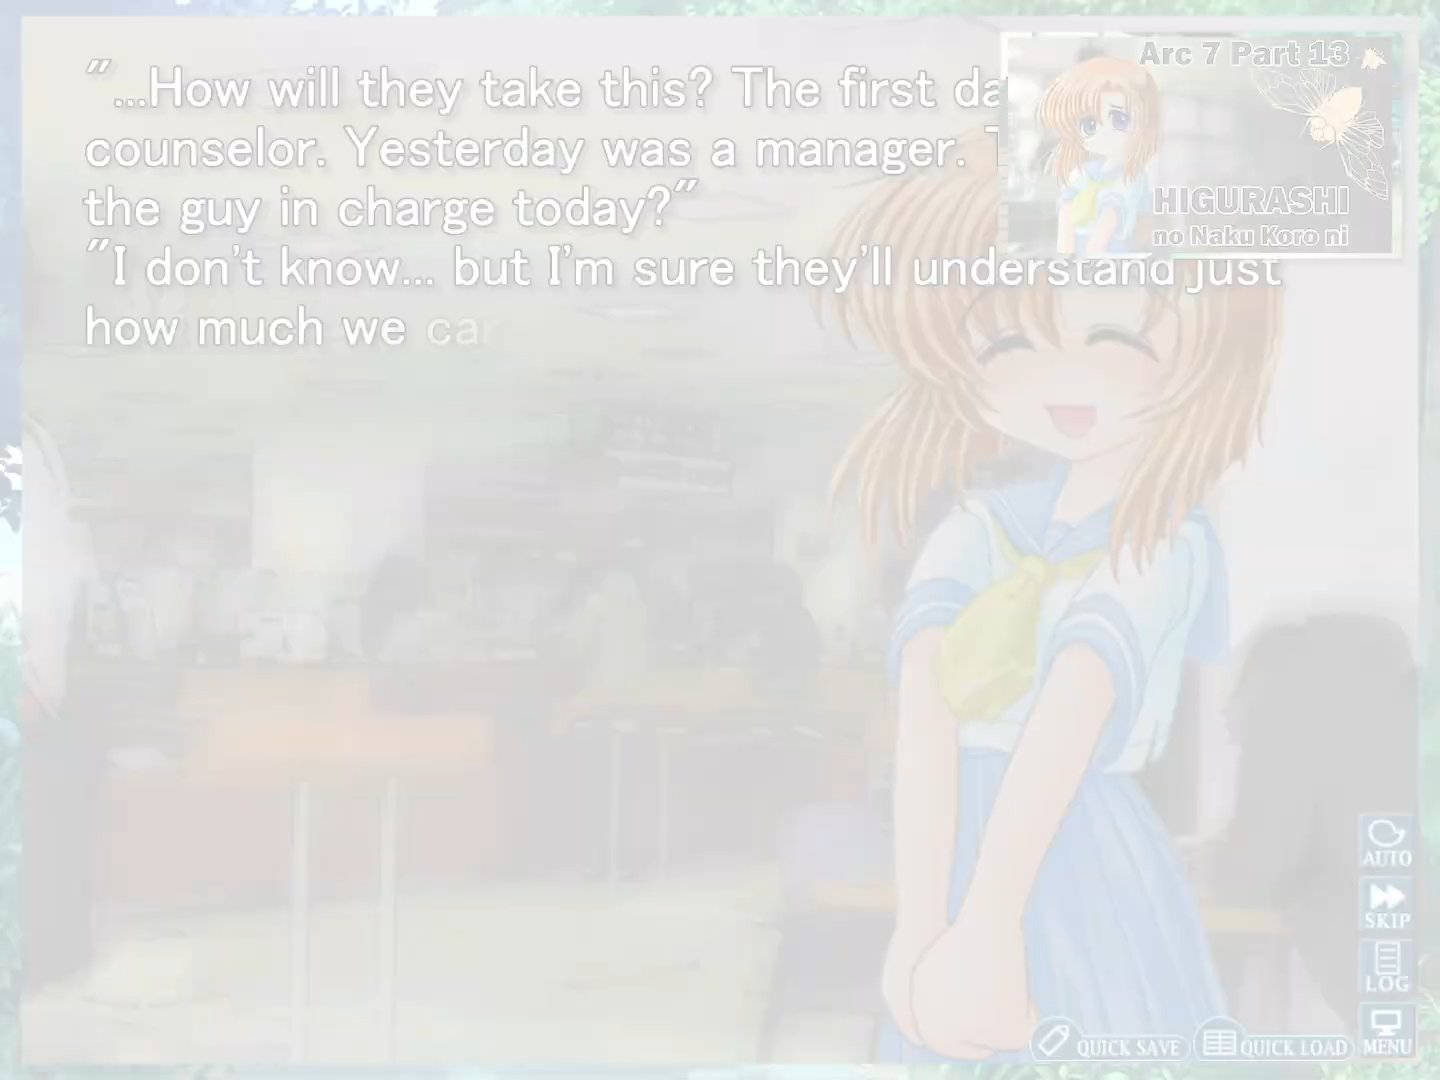 "...How will they take this? The first da
counselor. Yesterday was a manager.
the guy in charge today?"
"I don't know... but I'm sure they'll understand just
how much we car
Arc 7 Part 13
HIGURASHI
no Naku Koro ni
AUTO
SKIP
LOG
MENU
QUICK SAVE
QUICK LOAD